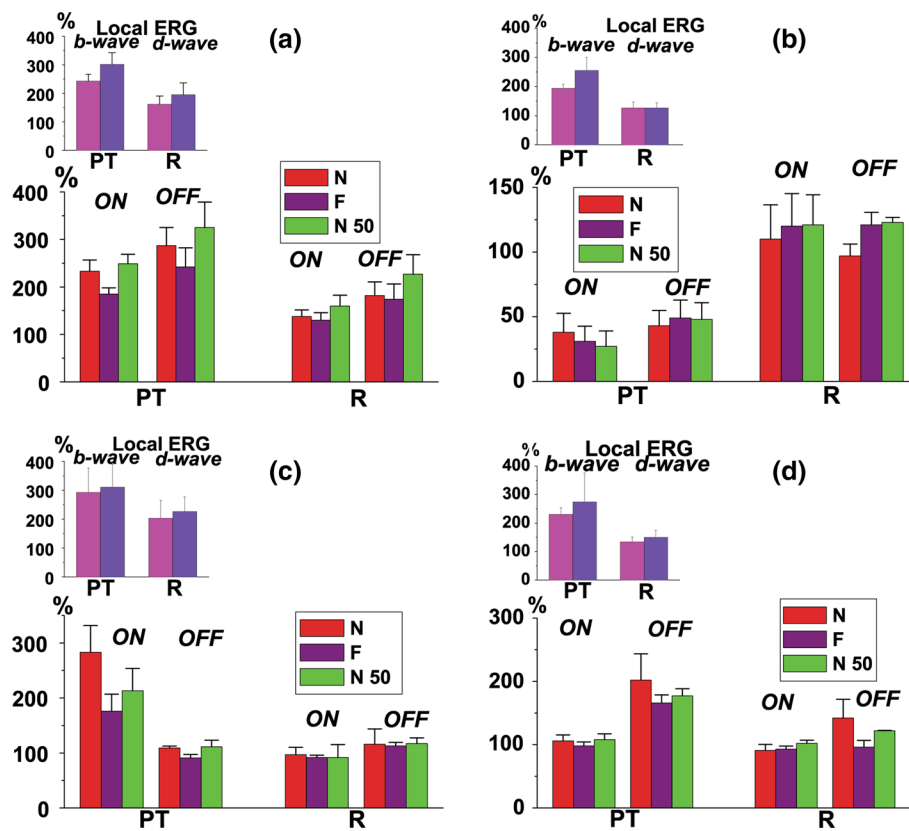 %
Local ERG
(a)
b-wave d-wave
400
300
200
100
0
PT R
%
400
300
200
100
0
ON OFF
N
F
N 50
ON OFF
PT R
%
Local ERG
(b)
b-wave d-wave
400
300
200
100
0
PT R
%
150
100
50
0
N
F
N 50
ON OFF
ON OFF
PT R
%
Local ERG
(c)
b-wave d-wave
400
300
200
100
0
PT R
%
300
200
100
0
ON OFF
N
F
N 50
ON OFF
PT R
%
Local ERG
(d)
b-wave d-wave
400
300
200
100
0
PT R
%
300
200
100
0
ON OFF
N
F
N 50
ON OFF
PT R